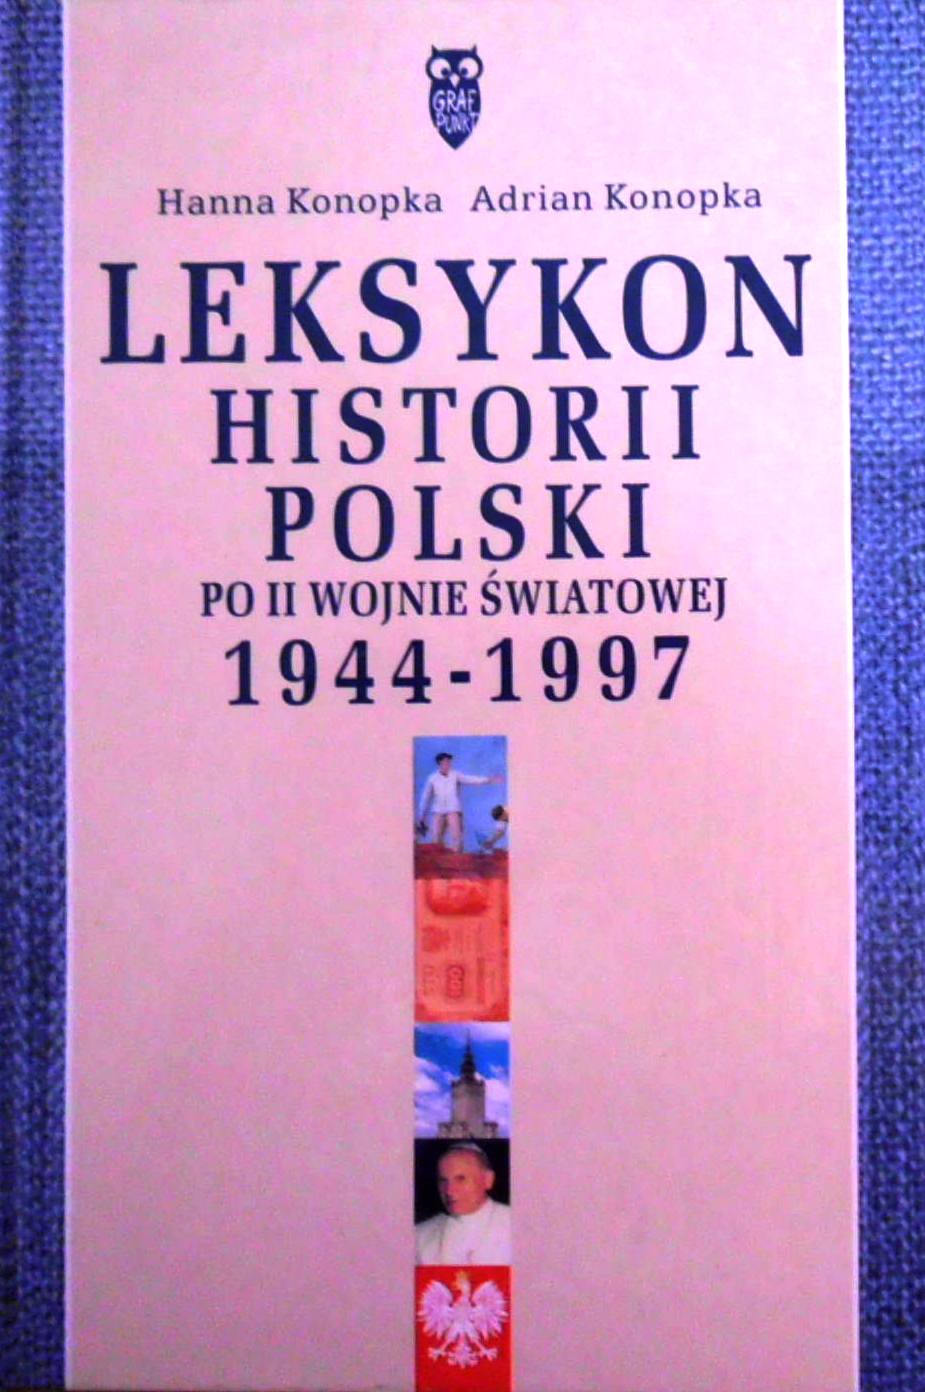 GRAF
PUNKT
Hanna Konopka Adrian Konopka
LEKSYKON
HISTORII
POLSKI
PO II WOJNIE ŚWIATOWEJ
1944-1997